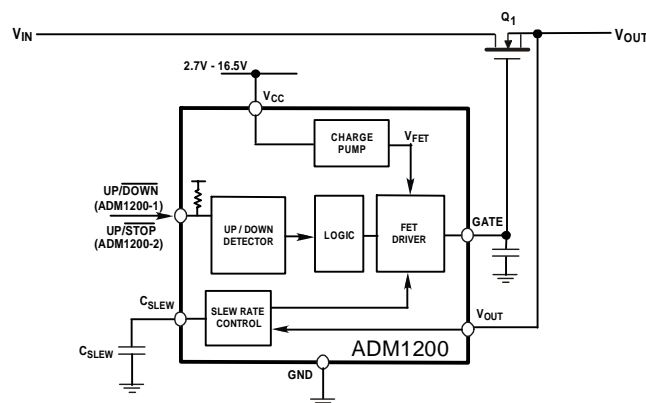 Q1
VIN
VOUT
2.7V - 16.5V
VCC
CHARGE
PUMP
VFET
UP/DOWN
(ADM1200-1)
UP/STOP
(ADM1200-2)
UP / DOWN
DETECTOR
LOGIC
FET
DRIVER
GATE
CSLEW
SLEW RATE
CONTROL
VOUT
CSLEW
ADM1200
GND